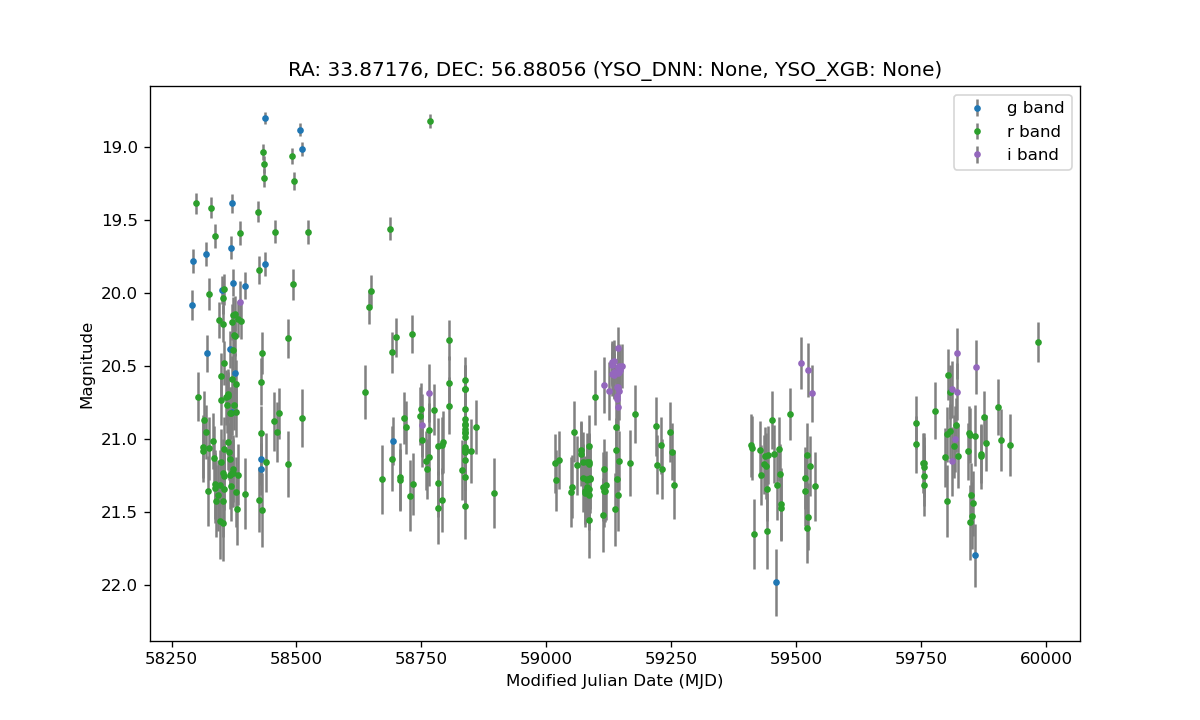 RA: 33.87176, DEC: 56.88056 (YSO_DNN: None, YSO_XGB: None)
g band
r band
i band
19.0
19.5
20.0
20.5
21.0
21.5
22.0
Magnitude
58250 58500 58750 59000 59250 59500 59750 60000
Modified Julian Date (MJD)